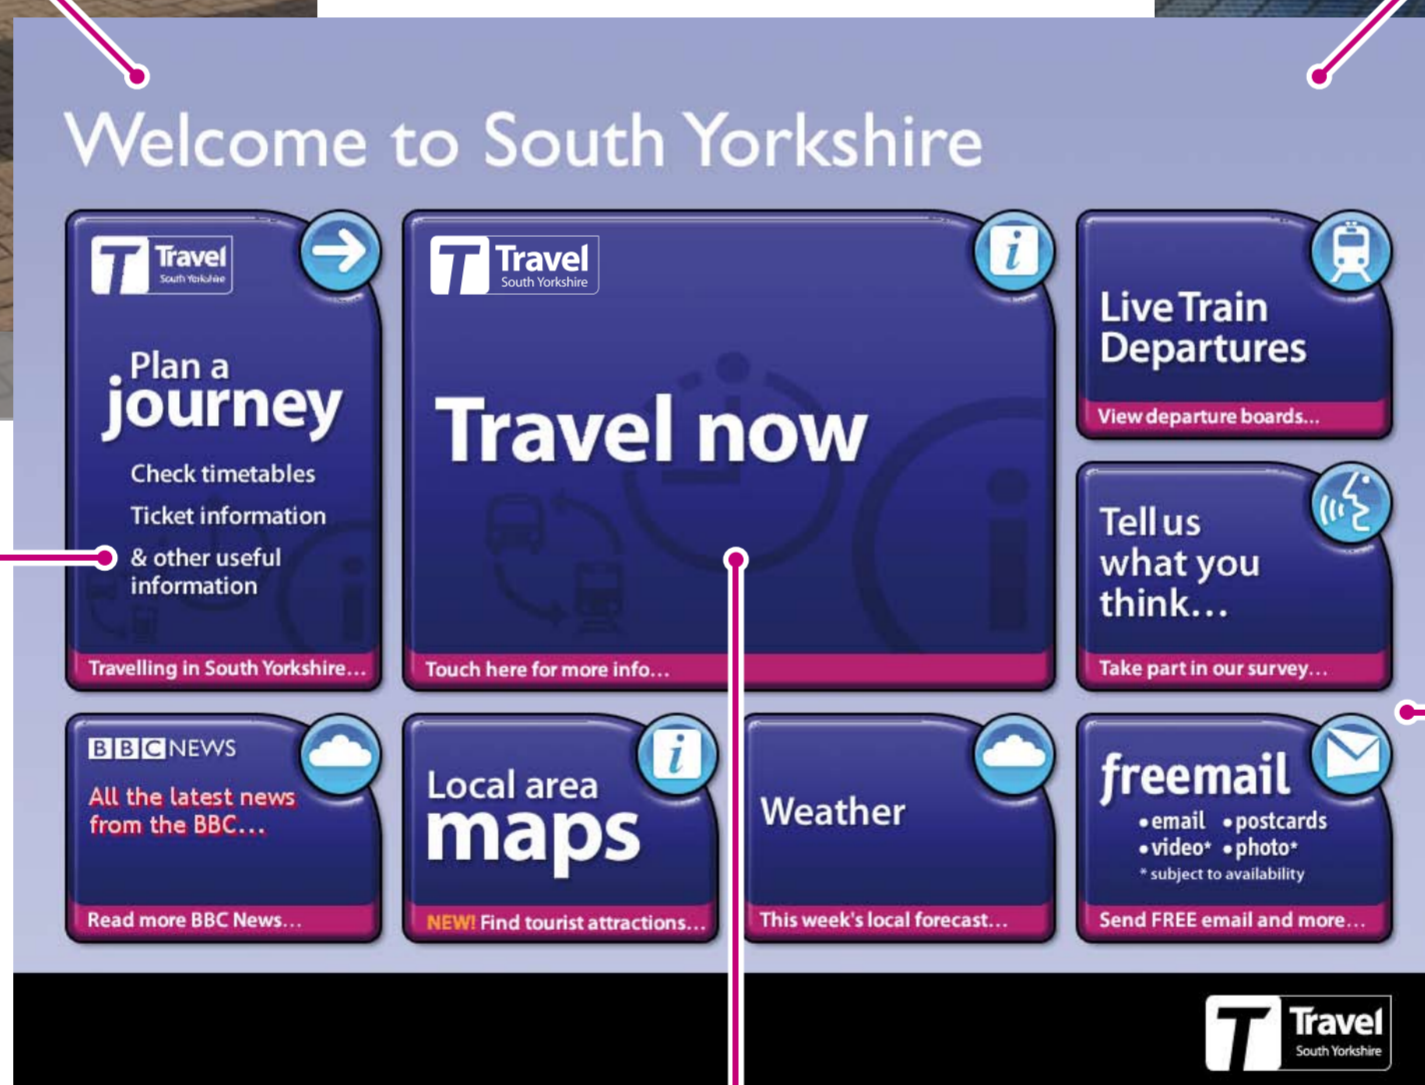 Welcome to South Yorkshire
Travel
South Yorkshire
Plan a
journey
Check timetables
Ticket information
& other useful
information
Travelling in South Yorkshire...
Travel
South Yorkshire
Travel now
Touch here for more info...
Live Train
Departures
View departure boards...
Tell us
what you
think...
Take part in our survey...
BBC NEWS
All the latest news
from the BBC...
Read more BBC News...
Local area
maps
NEW! Find tourist attractions...
Weather
This week's local forecast...
freemail
• email • postcards
• video* • photo*
* subject to availability
Send FREE email and more...
Travel
South Yorkshire